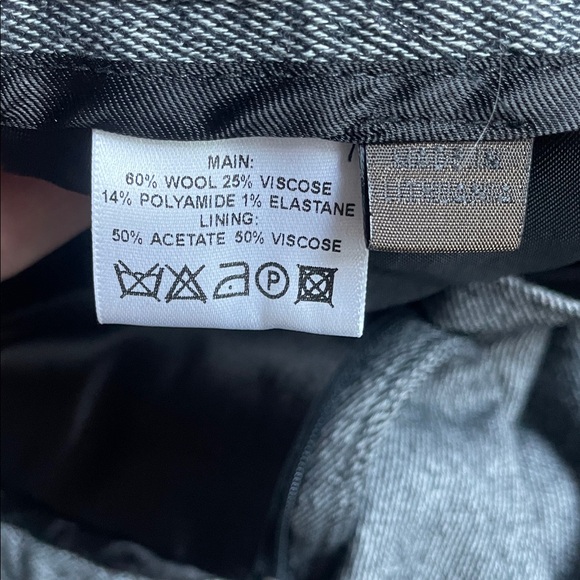 MAIN:
60% WOOL 25% VISCOSE
14% POLYAMIDE 1% ELASTANE
LINING:
50% ACETATE 50% VISCOSE
P